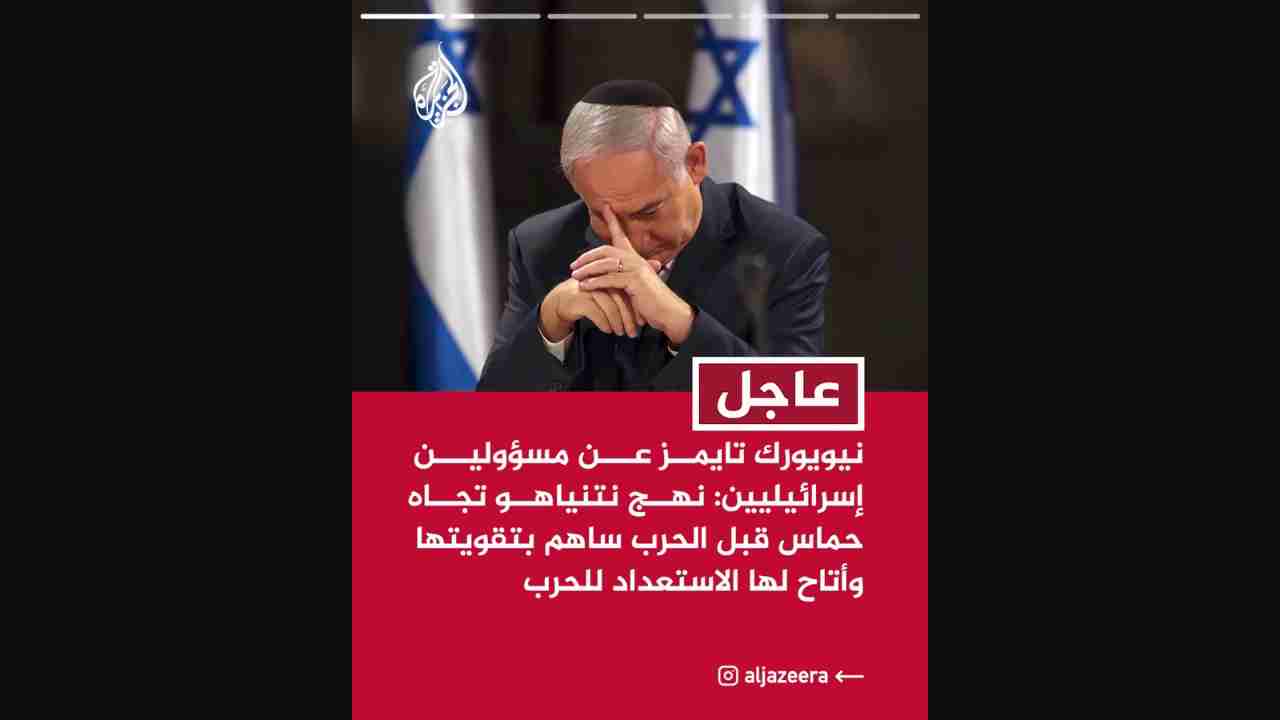 الجزيرة
عاجل
نيويورك تايمز عن مسؤولين
إسرائيليين: نهج نتنياهو تجاه
حماس قبل الحرب ساهم بتقويتها
وأتاح لها الاستعداد للحرب
aljazeera